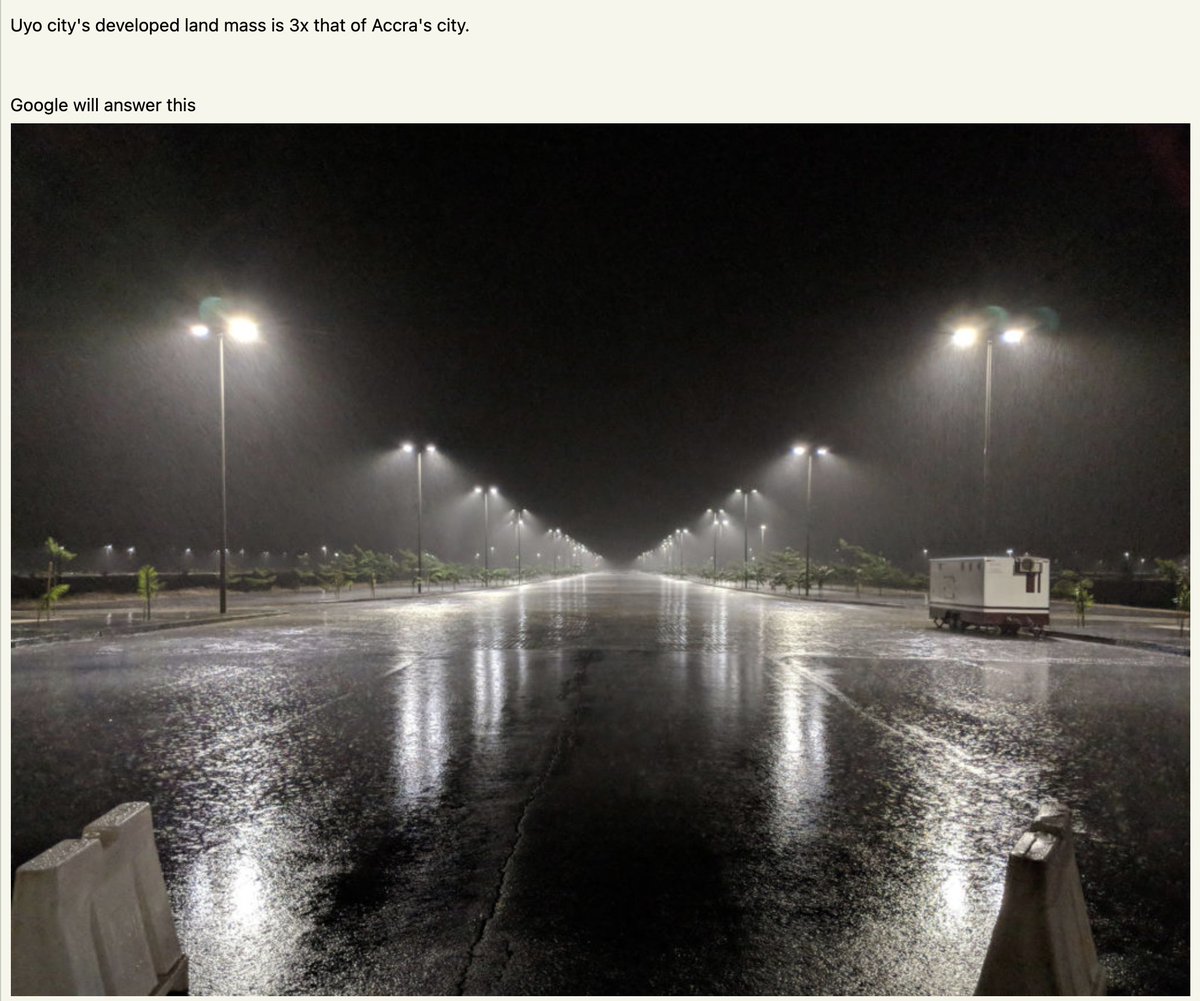 Uyo city's developed land mass is 3x that of Accra's city.
Google will answer this